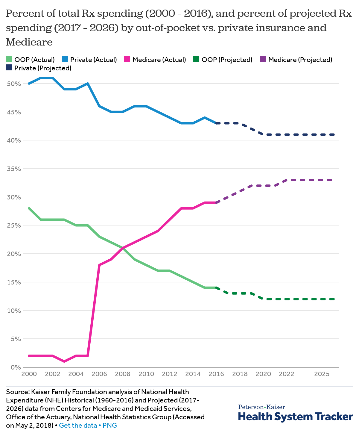 Percent of total Rx spending (2000 - 2016), and percent of projected Rx
spending (2017 - 2026) by out-of-pocket vs. private insurance and
Medicare
OOP (Actual) Private (Actual) Medicare (Actual) OOP (Projected) Medicare (Projected)
Private (Projected)
50%
45%
40%
35%
30%
25%
20%
15%
10%
5%
0%
2000 2002 2004 2006 2008 2010 2012 2014 2016 2018 2020 2022 2025
Source: Kaiser Family Foundation analysis of National Health
Expenditure (NHE) Historical (1960-2016) and Projected (2017-
2026) data from Centers for Medicare and Medicaid Services,
Office of the Actuary, National Health Statistics Group (Accessed
on May 2, 2018) • Get the data • PNG
Peterson-Kaiser
Health System Tracker